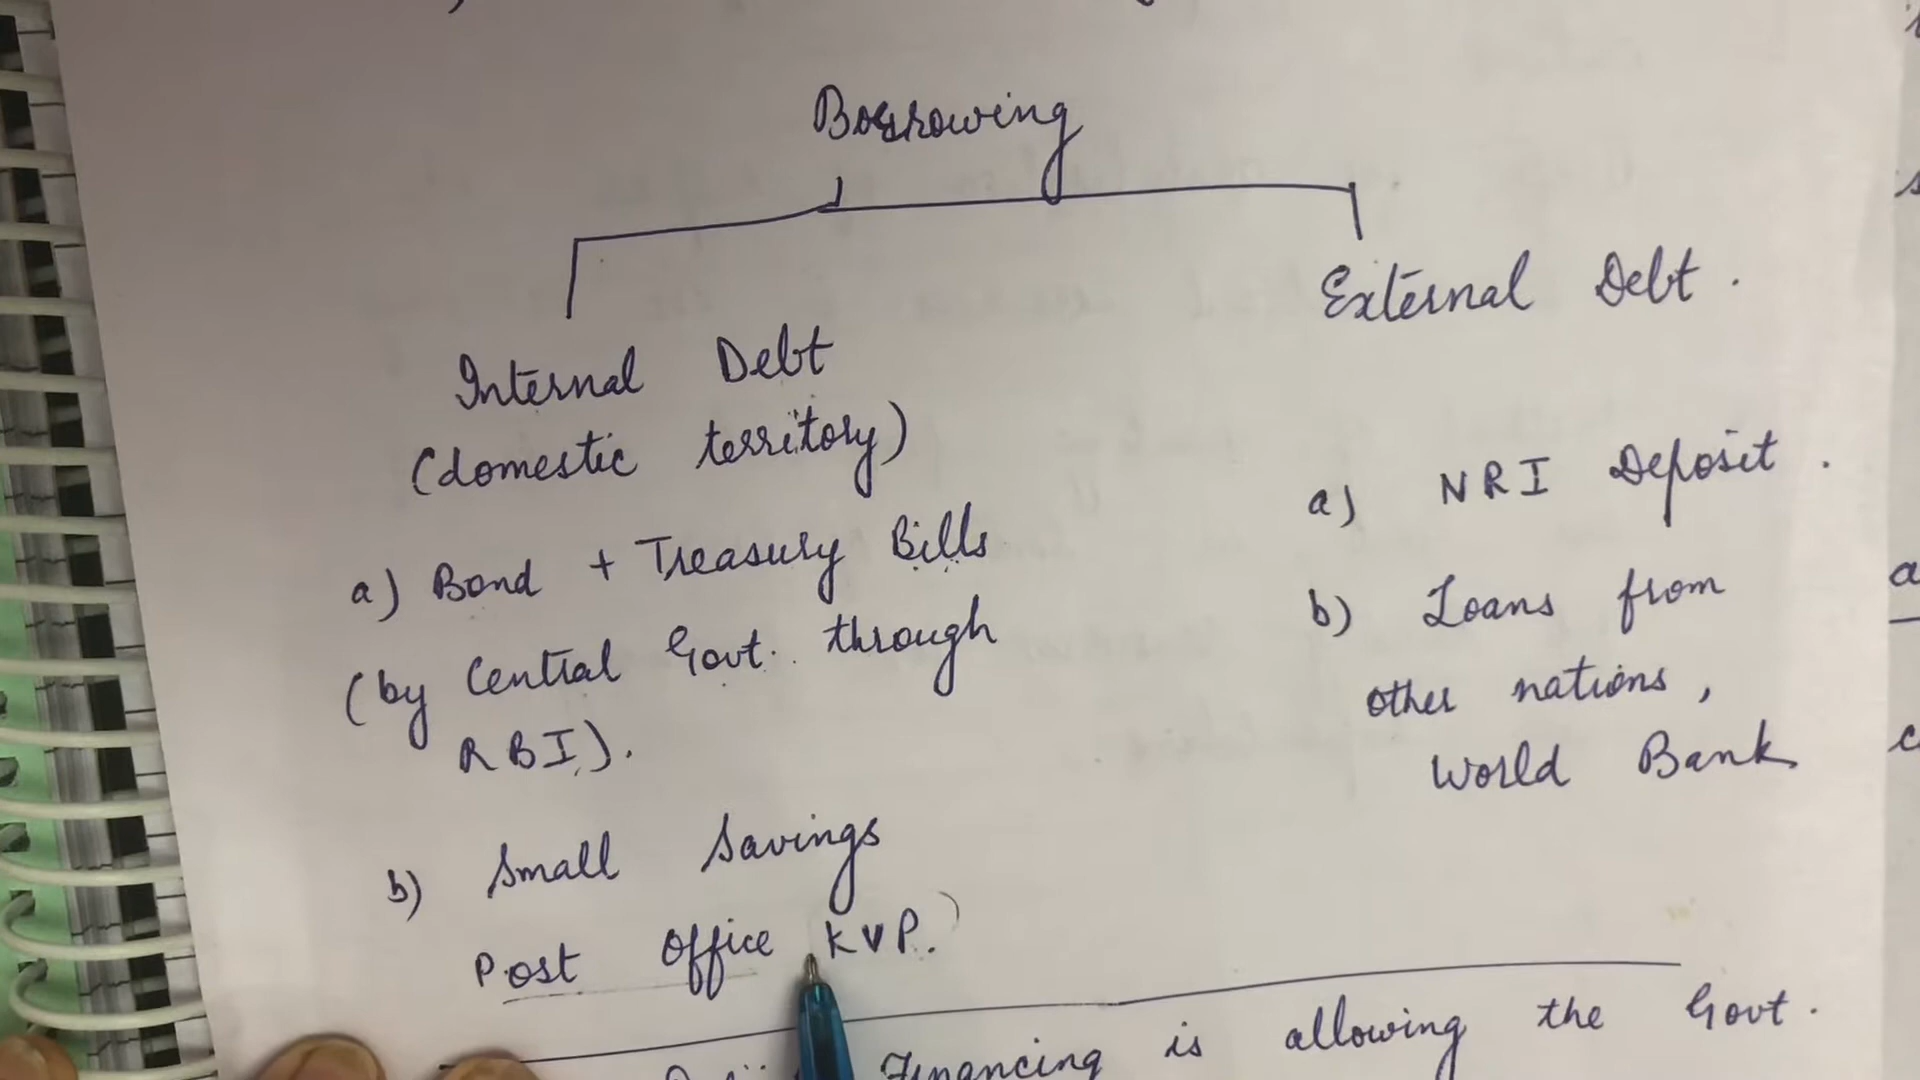 Borrowing
Internal Debt
(domestic territory)
a) Bond + Treasury Bills
(by Central Govt. through
RBI).
b) Small Savings
Post Office KVP.)
External Debt.
a) NRI Deposit.
b) Loans from
other nations,
World Bank
Financing is allowing the Govt.